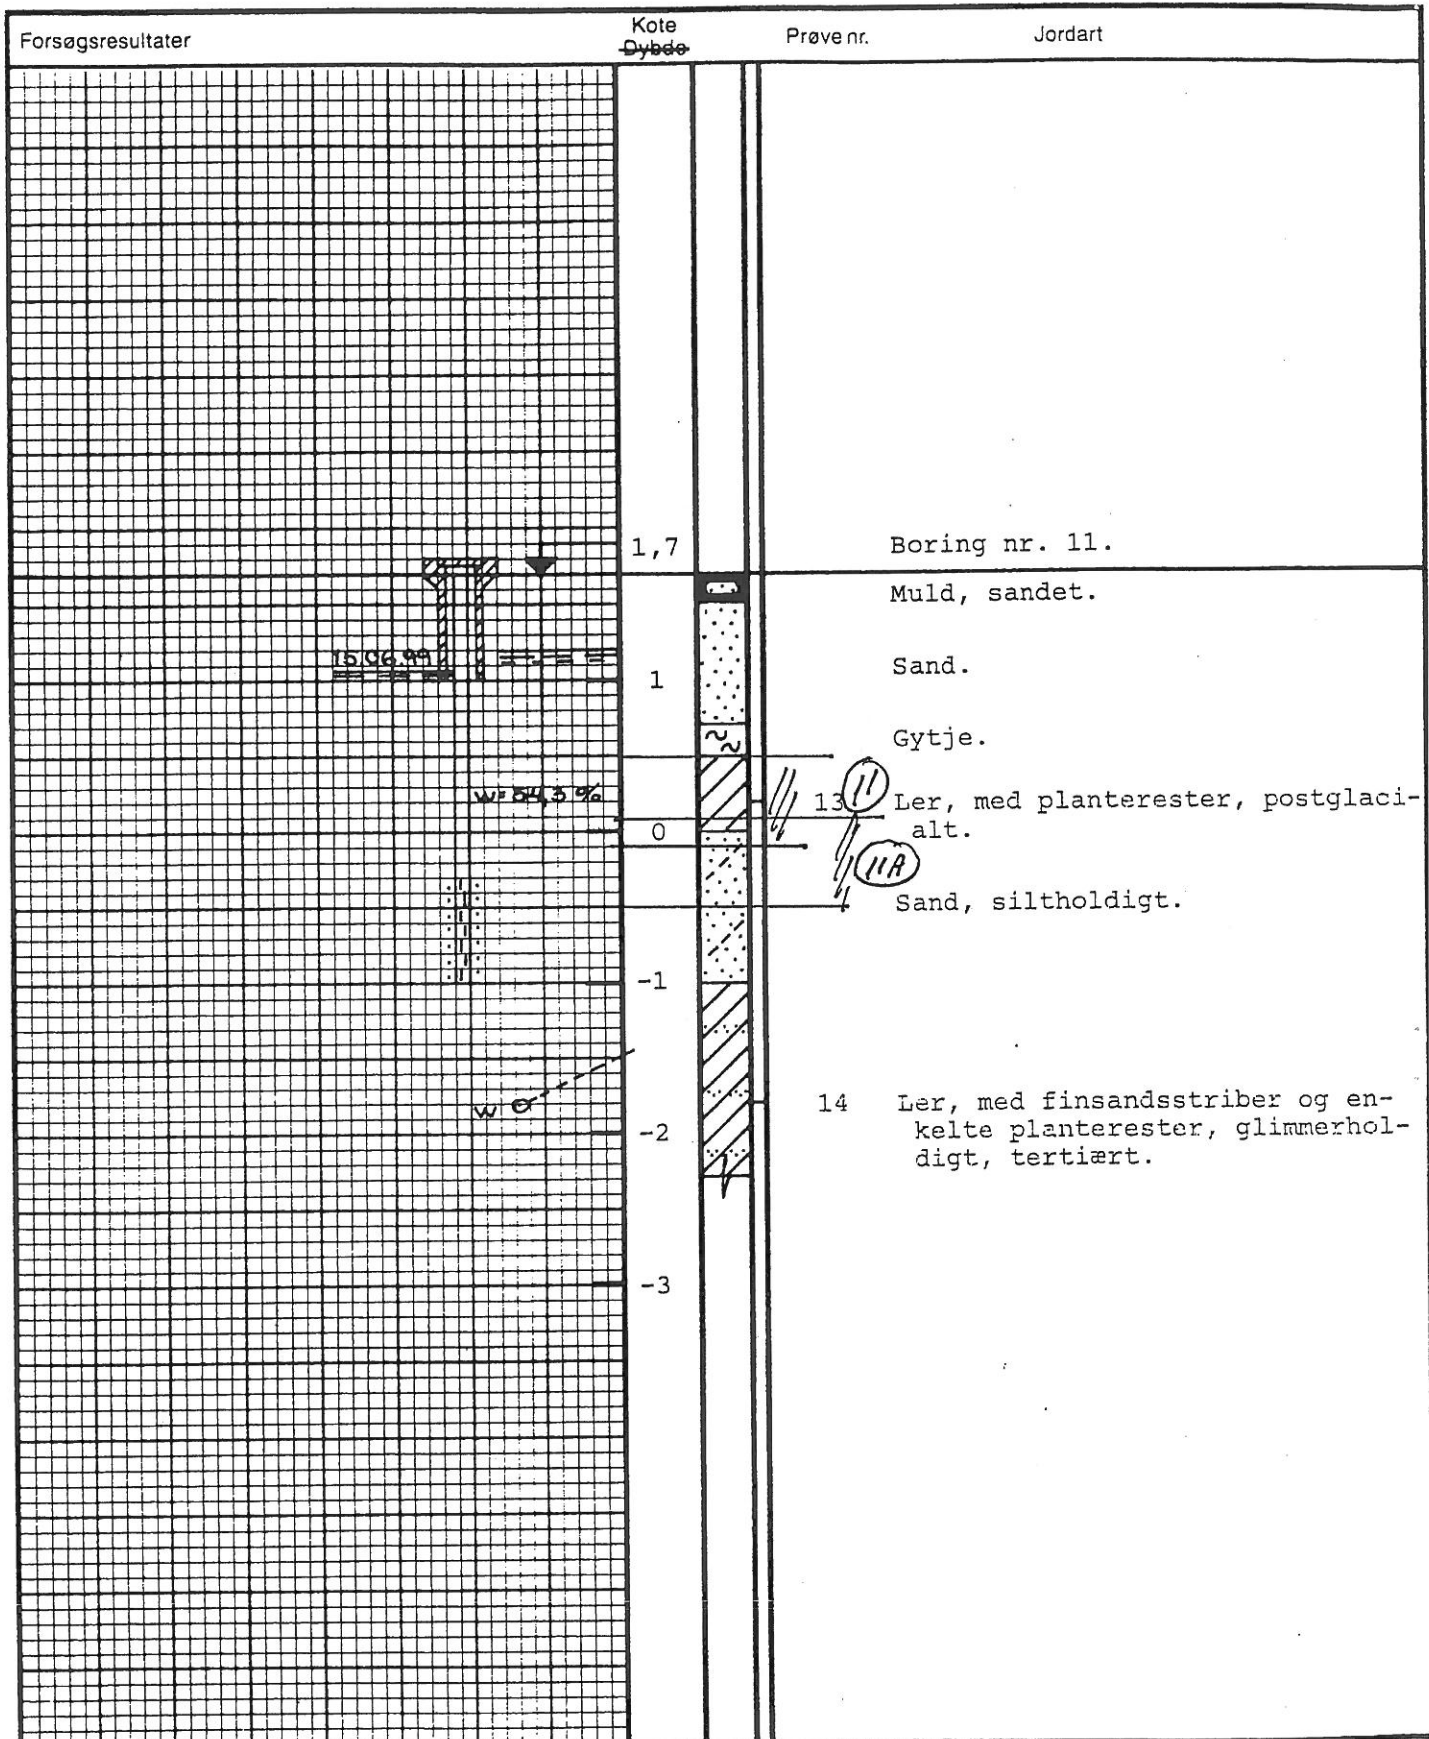 Forsøgsresultater
Kote
Dybde
Prøve nr.
Jordart
1,7
Boring nr. 11.
Muld, sandet.
15.06.99
Sand.
1
Gytje.
w= 54,3 %
13
11
Ler, med planterester, postglaci-
alt.
0
11A
Sand, siltholdigt.
-1
w
14
Ler, med finsandsstriber og en-
kelte planterester, glimmerhol-
digt, tertiært.
-2
-3